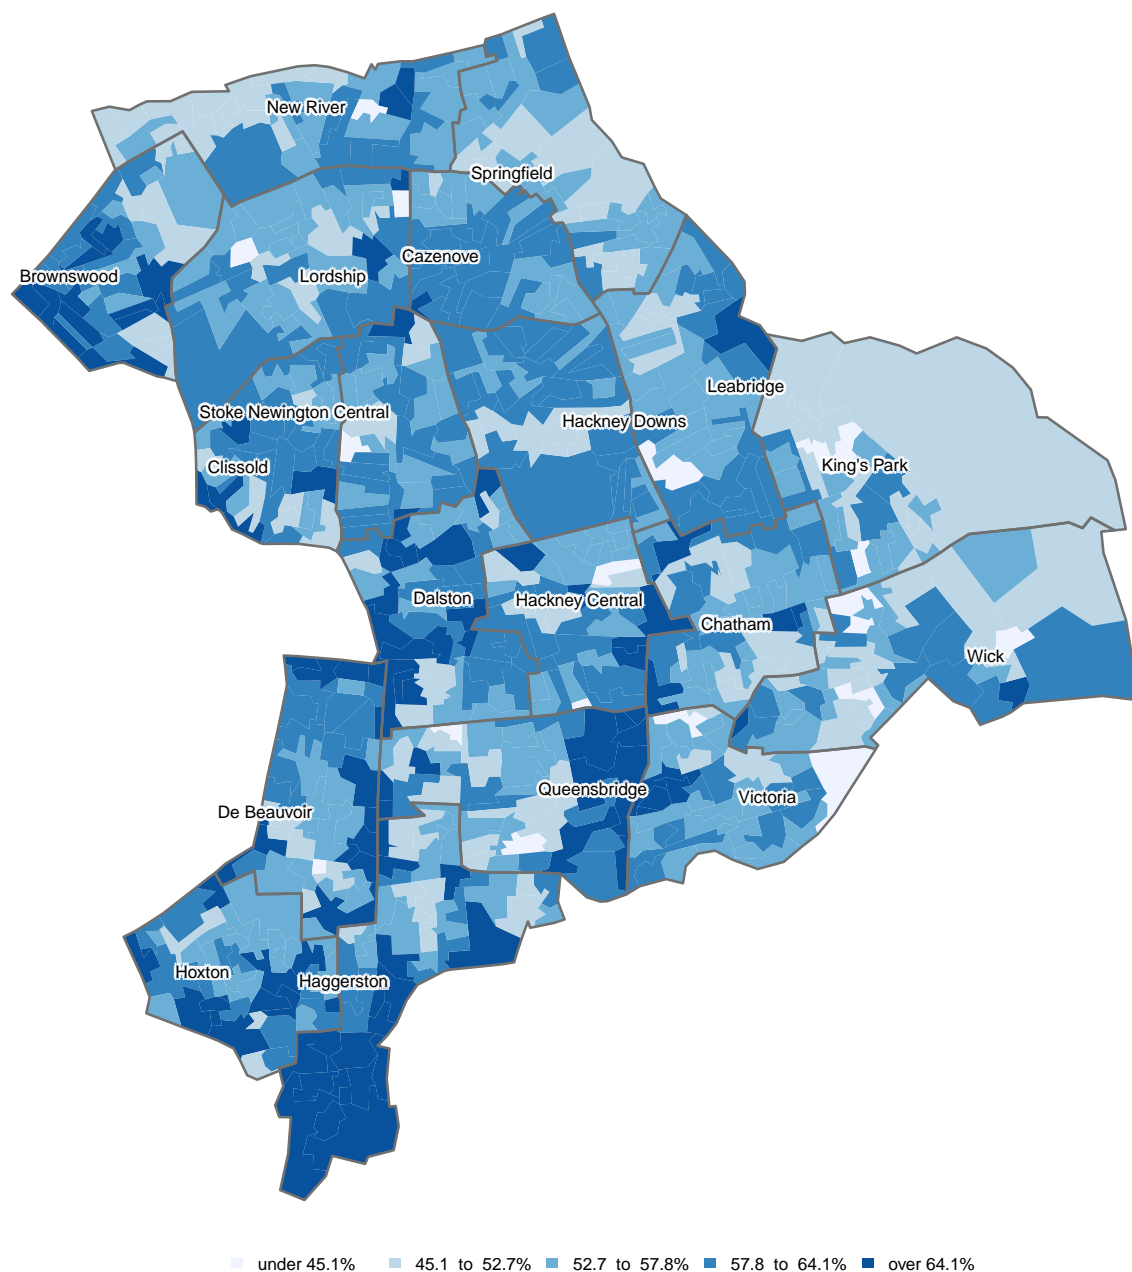 New River
Springfield
Cazenove
Brownswood
Lordship
Leabridge
Stoke Newington Central
Hackney Downs
Clissold
King's Park
Dalston
Hackney Central
Chatham
Wick
Queensbridge
Victoria
De Beauvoir
Hoxton
Haggerston
under 45.1% 45.1 to 52.7% 52.7 to 57.8% 57.8 to 64.1% over 64.1%